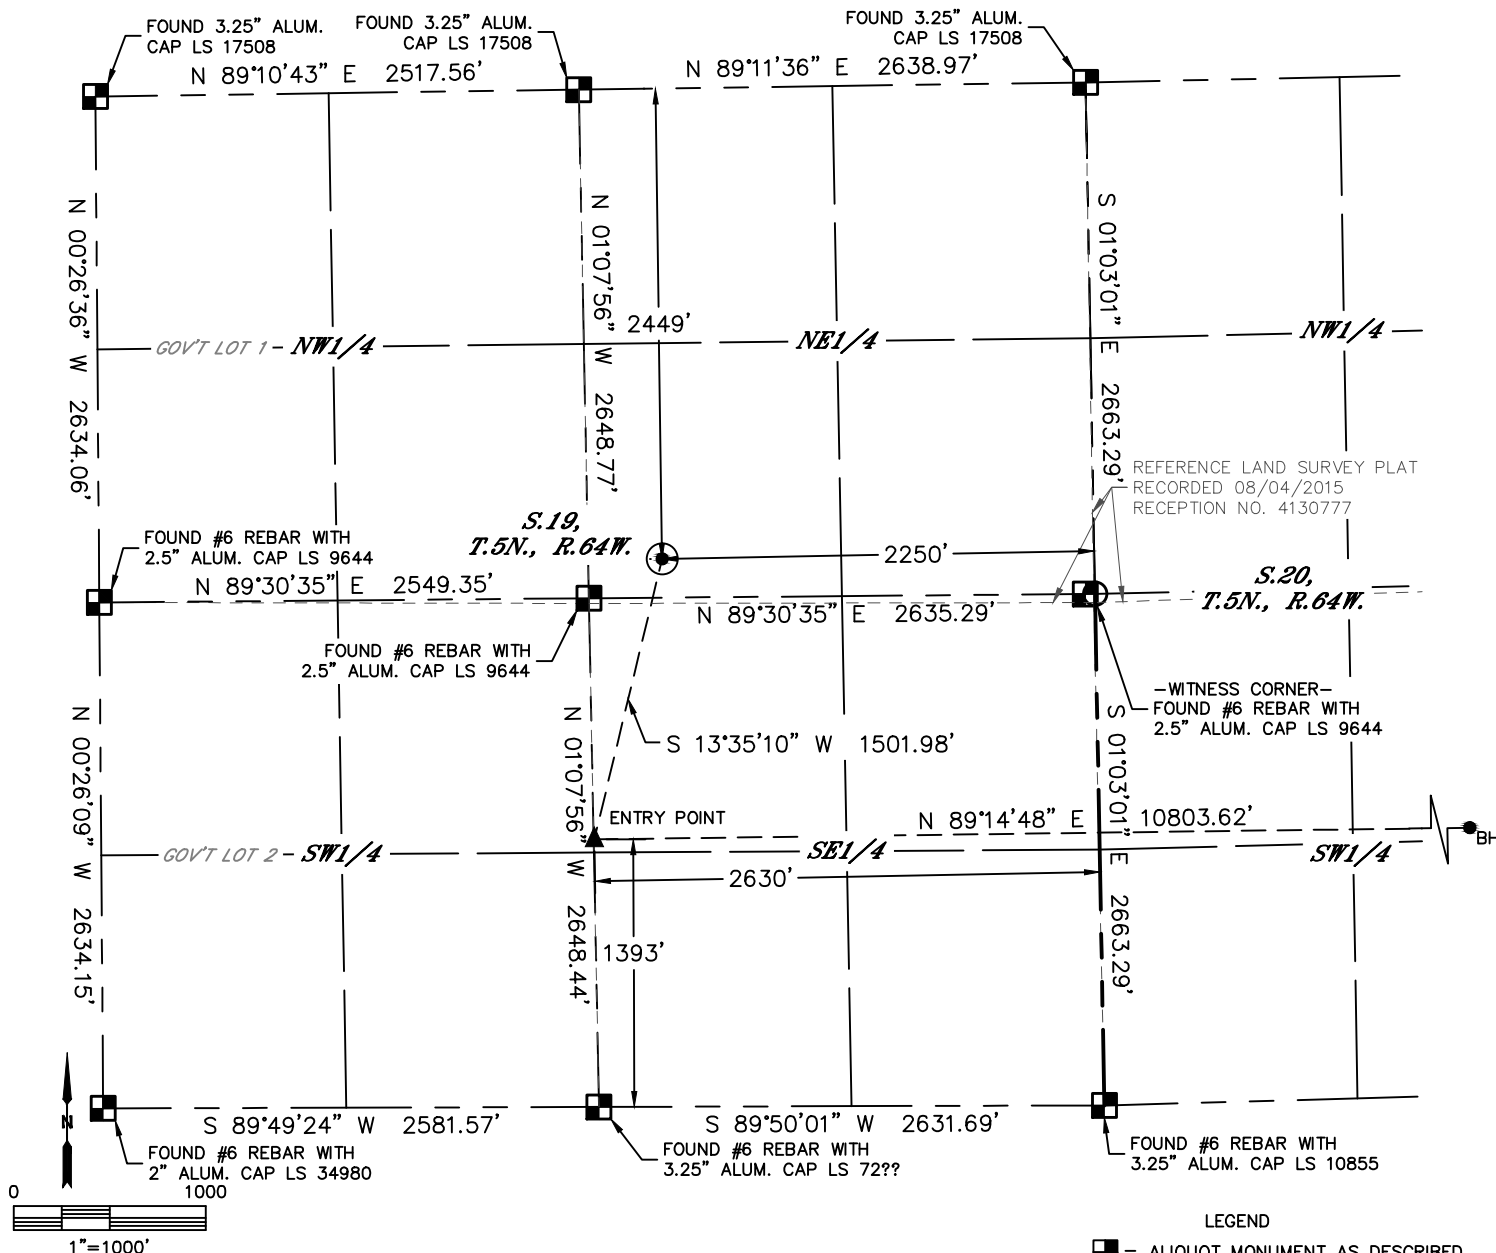 FOUND 3.25" ALUM.
CAP LS 17508
FOUND 3.25" ALUM.
CAP LS 17508
FOUND 3.25" ALUM.
CAP LS 17508
N 89°10'43" E 2517.56'
N 89°11'36" E 2638.97'
N 00°26'36" W 2634.06'
N 01°07'56" W 2648.77'
S 01°03'01" E 2663.29'
2449'
GOV'T LOT 1 - NW1/4
NE1/4
NW1/4
REFERENCE LAND SURVEY PLAT
RECORDED 08/04/2015
RECEPTION NO. 4130777
S.19,
T.5N., R.64W.
FOUND #6 REBAR WITH
2.5" ALUM. CAP LS 9644
2250'
N 89°30'35" E 2549.35'
S.20,
T.5N., R.64W.
N 89°30'35" E 2635.29'
FOUND #6 REBAR WITH
2.5" ALUM. CAP LS 9644
-WITNESS CORNER-
FOUND #6 REBAR WITH
2.5" ALUM. CAP LS 9644
N 00°26'09" W 2634.15'
N 01°07'56" W 2648.44'
S 01°03'01" E 2663.29'
S 13°35'10" W 1501.98'
ENTRY POINT
N 89°14'48" E 10803.62'
BH
GOV'T LOT 2 - SW1/4
SE1/4
SW1/4
2630'
1393'
N
S 89°49'24" W 2581.57'
S 89°50'01" W 2631.69'
FOUND #6 REBAR WITH
2" ALUM. CAP LS 34980
FOUND #6 REBAR WITH
3.25" ALUM. CAP LS 72??
FOUND #6 REBAR WITH
3.25" ALUM. CAP LS 10855
0 1000
1"=1000'
LEGEND
- ALIQUOT MONUMENT AS DESCRIBED